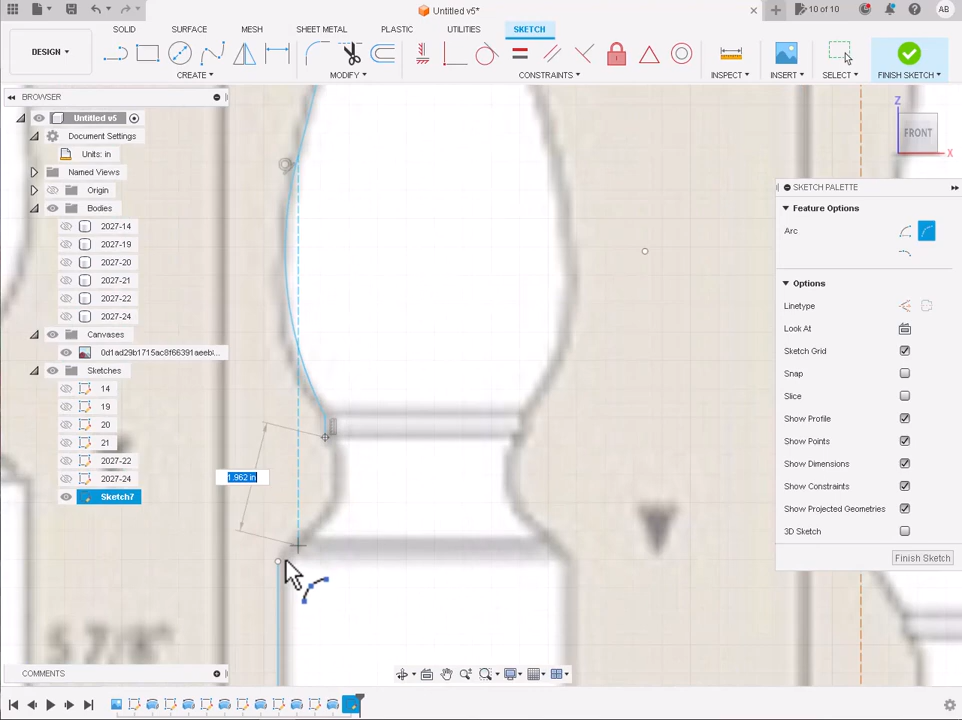 Untitled v5*
10 of 10
AB
DESIGN
SOLID
SURFACE
MESH
SHEET METAL
PLASTIC
UTILITIES
SKETCH
CREATE
MODIFY
CONSTRAINTS
INSPECT
INSERT
SELECT
FINISH SKETCH
BROWSER
Untitled v5
Document Settings
Units: in
Named Views
Origin
Bodies
2027-14
2027-19
2027-20
2027-21
2027-22
2027-24
Canvases
0d1ad29b1715ac8f66391aeeb...
Sketches
14
19
20
21
2027-22
2027-24
Sketch7
1.962 in
5 7/8"
Z
FRONT
X
SKETCH PALETTE
Feature Options
Arc
Options
Linetype
Look At
Sketch Grid
Snap
Slice
Show Profile
Show Points
Show Dimensions
Show Constraints
Show Projected Geometries
3D Sketch
Finish Sketch
COMMENTS